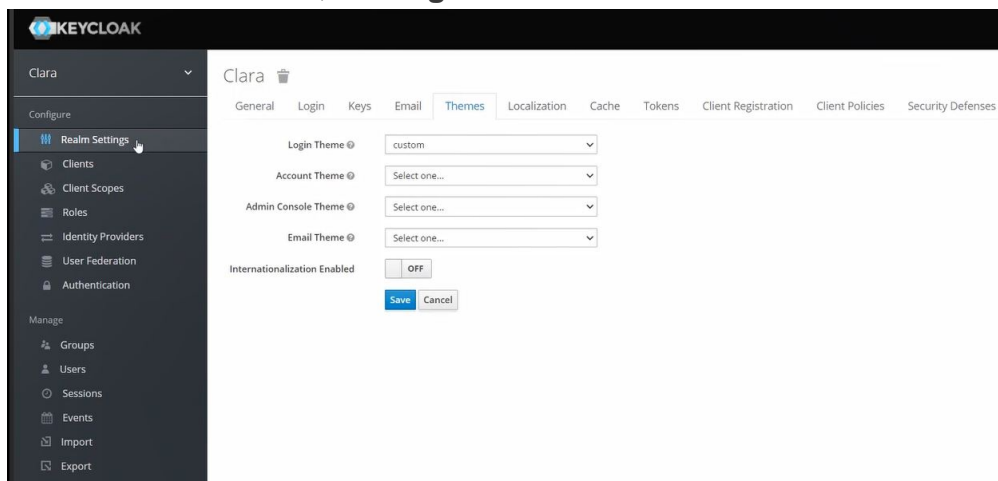 KEYCLOAK
Clara
Configure
Realm Settings
Clients
Client Scopes
Roles
Identity Providers
User Federation
Authentication
Manage
Groups
Users
Sessions
Events
Import
Export
Clara
General Login Keys Email Themes Localization Cache Tokens Client Registration Client Policies Security Defenses
Login Theme custom
Account Theme Select one...
Admin Console Theme Select one...
Email Theme Select one...
Internationalization Enabled OFF
Save Cancel